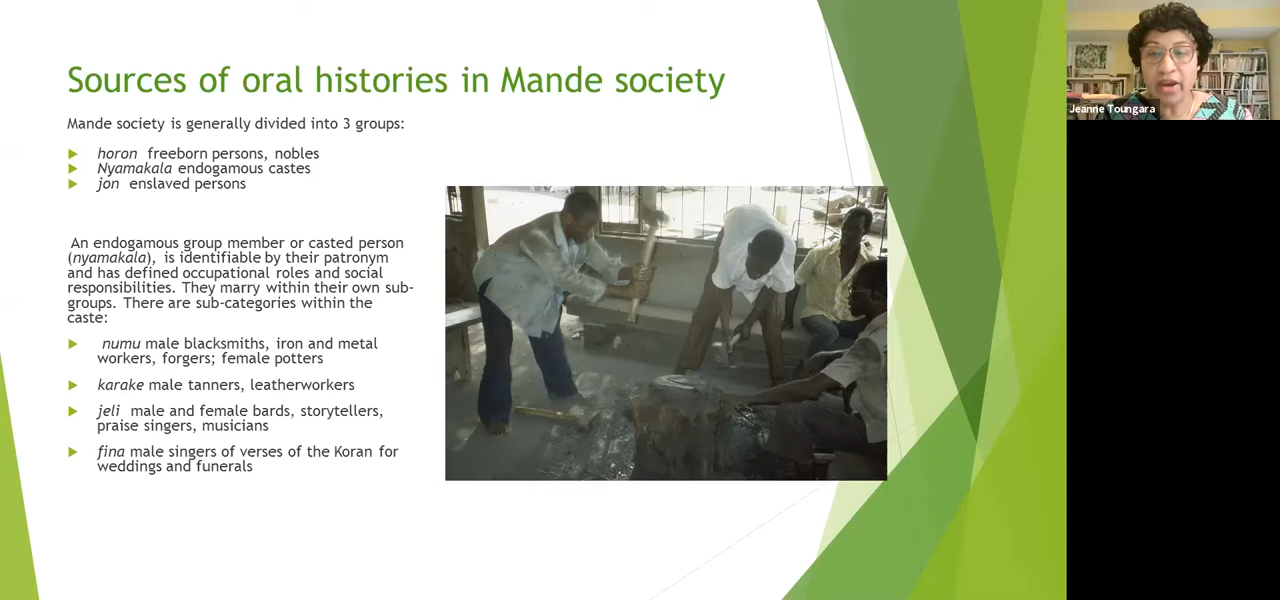 Sources of oral histories in Mande society
Mande society is generally divided into 3 groups:
horon freeborn persons, nobles
Nyamakala endogamous castes
jon enslaved persons
An endogamous group member or casted person
(nyamakala), is identifiable by their patronym
and has defined occupational roles and social
responsibilities. They marry within their own sub-
groups. There are sub-categories within the
caste:
numu male blacksmiths, iron and metal
workers, forgers; female potters
karake male tanners, leatherworkers
jeli male and female bards, storytellers,
praise singers, musicians
fina male singers of verses of the Koran for
weddings and funerals
Jeanne Toungara